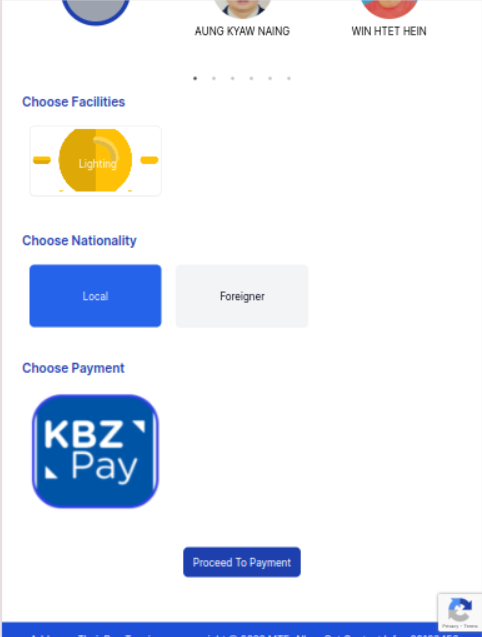 AUNG KYAW NAING
WIN HTET HEIN
Choose Facilities
Lighting
Choose Nationality
Local
Foreigner
Choose Payment
KBZ
Pay
Proceed To Payment
Privacy - Terms